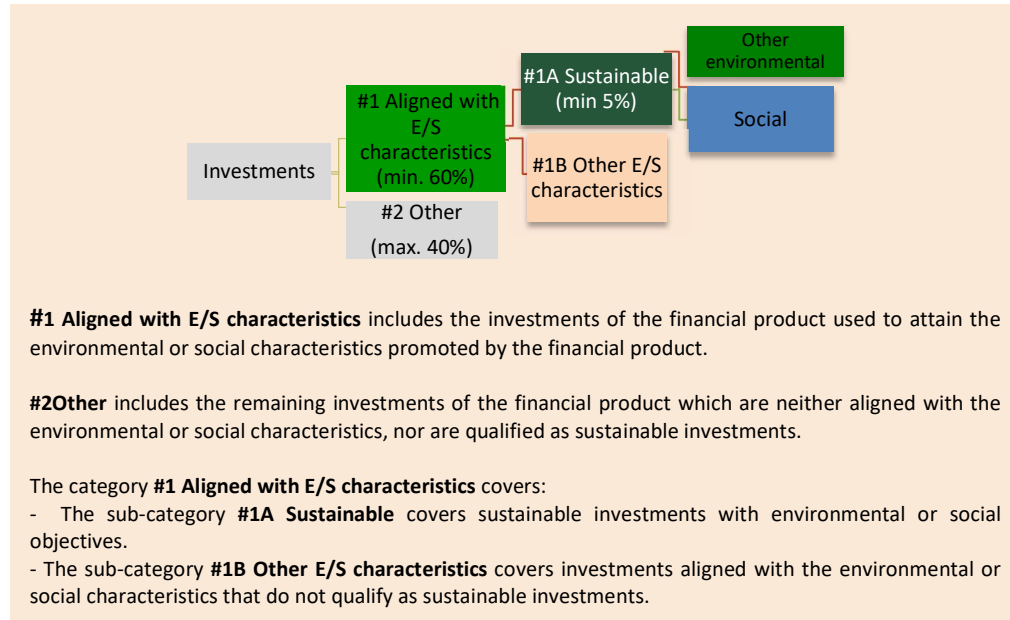 Other
environmental
#1A Sustainable
(min 5%)
Social
#1 Aligned with
E/S
characteristics
(min. 60%)
Investments
#1B Other E/S
characteristics
#2 Other
(max. 40%)
#1 Aligned with E/S characteristics includes the investments of the financial product used to attain the
environmental or social characteristics promoted by the financial product.
#2Other includes the remaining investments of the financial product which are neither aligned with the
environmental or social characteristics, nor are qualified as sustainable investments.
The category #1 Aligned with E/S characteristics covers:
- The sub-category #1A Sustainable covers sustainable investments with environmental or social
objectives.
- The sub-category #1B Other E/S characteristics covers investments aligned with the environmental or
social characteristics that do not qualify as sustainable investments.